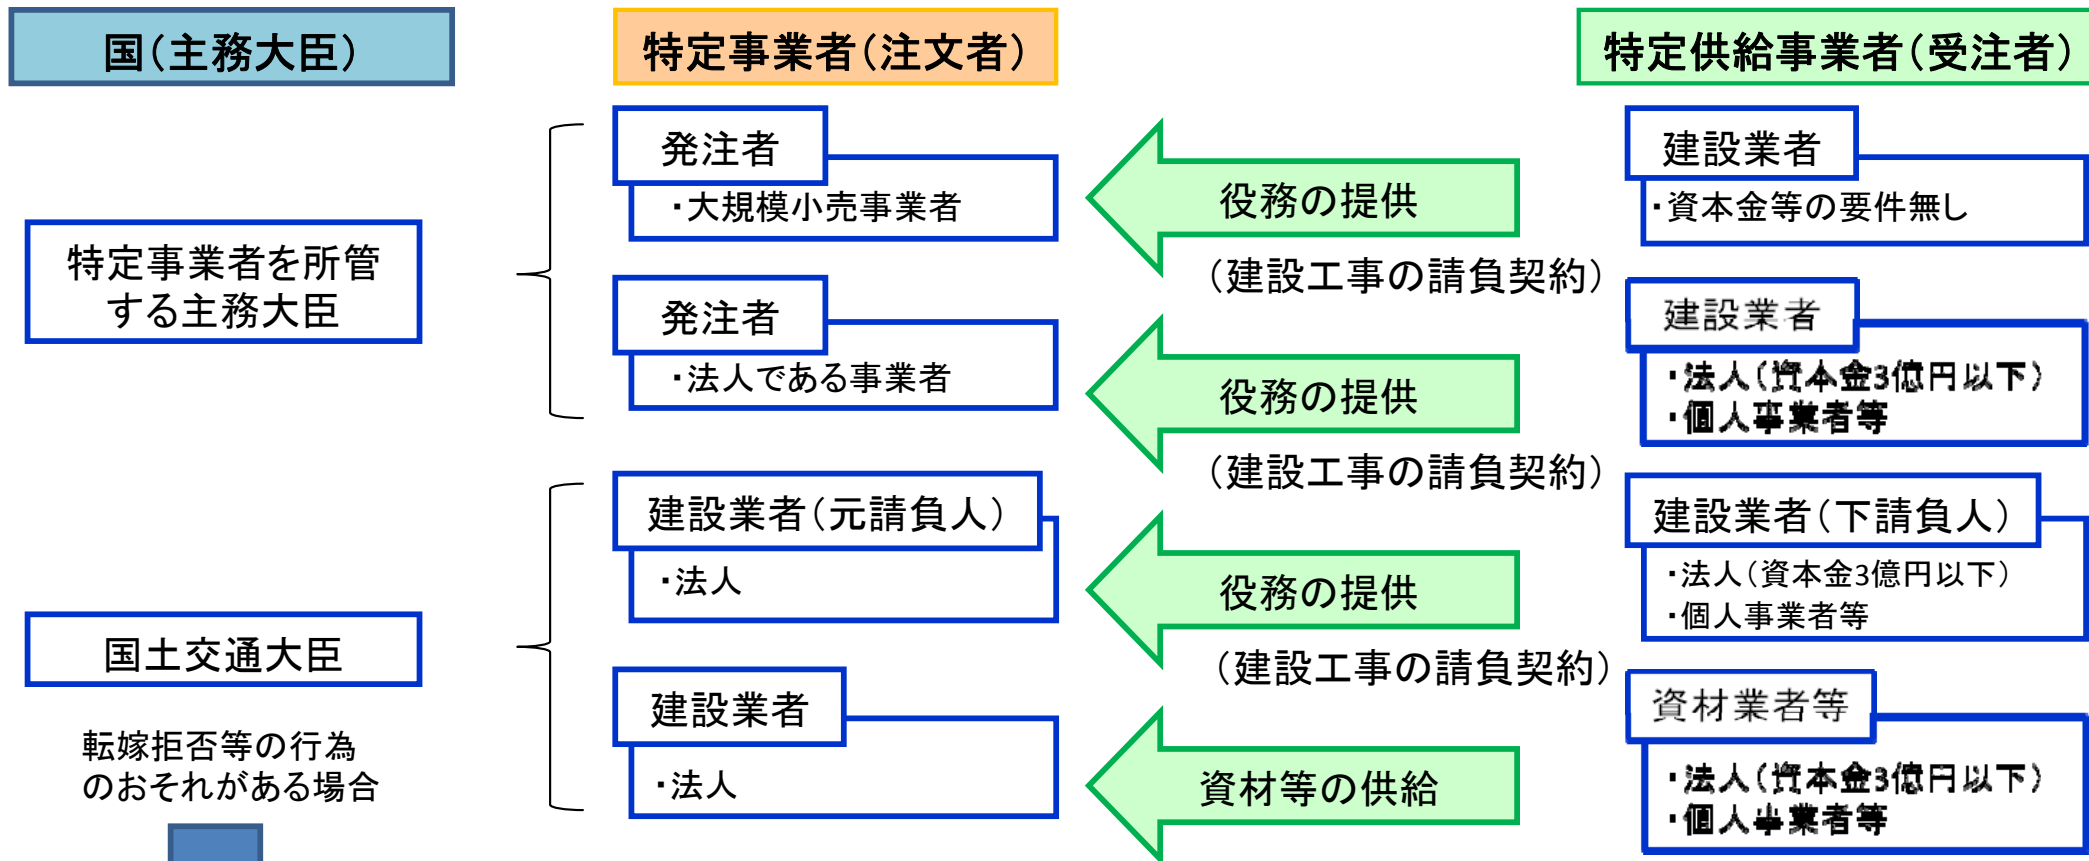 国（主務大臣）
特定事業者（注文者）
特定供給事業者（受注者）
特定事業者を所管
する主務大臣
発注者
・大規模小売事業者
役務の提供
（建設工事の請負契約）
建設業者
・資本金等の要件無し
発注者
・法人である事業者
役務の提供
（建設工事の請負契約）
建設業者
・法人（資本金3億円以下）
・個人事業者等
国土交通大臣
転嫁拒否等の行為
のおそれがある場合
建設業者（元請負人）
・法人
役務の提供
（建設工事の請負契約）
建設業者（下請負人）
・法人（資本金3億円以下）
・個人事業者等
建設業者
・法人
資材等の供給
資材業者等
・法人（資本金3億円以下）
・個人事業者等